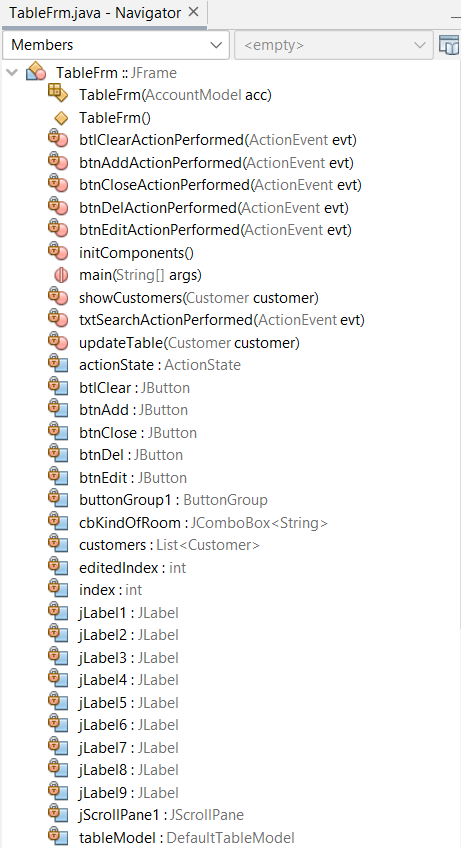 TableFrm.java - Navigator ×
Members <empty>
TableFrm :: JFrame
TableFrm(AccountModel acc)
TableFrm()
btlClearActionPerformed(ActionEvent evt)
btnAddActionPerformed(ActionEvent evt)
btnCloseActionPerformed(ActionEvent evt)
btnDelActionPerformed(ActionEvent evt)
btnEditActionPerformed(ActionEvent evt)
initComponents()
main(String[] args)
showCustomers(Customer customer)
txtSearchActionPerformed(ActionEvent evt)
updateTable(Customer customer)
actionState : ActionState
btlClear : JButton
btnAdd : JButton
btnClose : JButton
btnDel : JButton
btnEdit : JButton
buttonGroup1 : ButtonGroup
cbKindOfRoom : JComboBox<String>
customers : List<Customer>
editedIndex : int
index : int
jLabel1 : JLabel
jLabel2 : JLabel
jLabel3 : JLabel
jLabel4 : JLabel
jLabel5 : JLabel
jLabel6 : JLabel
jLabel7 : JLabel
jLabel8 : JLabel
jLabel9 : JLabel
jScrollPane1 : JScrollPane
tableModel : DefaultTableModel